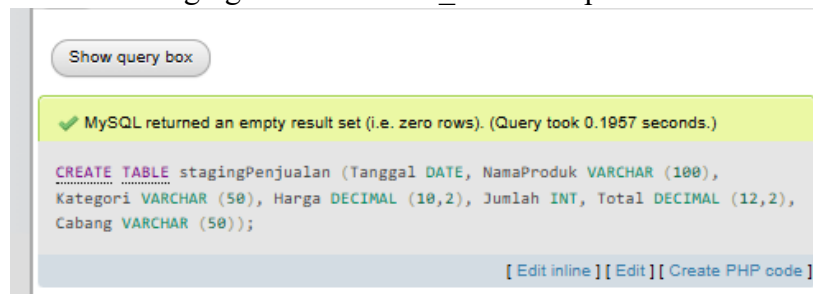 Show query box
MySQL returned an empty result set (i.e. zero rows). (Query took 0.1957 seconds.)
CREATE TABLE stagingPenjualan (Tanggal DATE, NamaProduk VARCHAR (100),
Kategori VARCHAR (50), Harga DECIMAL (10,2), Jumlah INT, Total DECIMAL (12,2),
Cabang VARCHAR (50));
[ Edit inline ] [ Edit ] [ Create PHP code ]